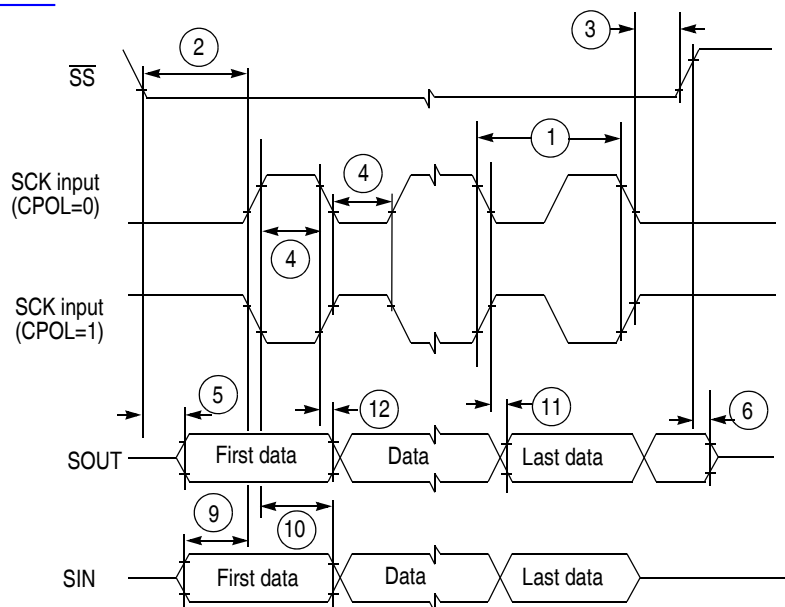 2
3
SS
1
SCK input
(CPOL=0)
4
4
SCK input
(CPOL=1)
5
12
11
6
SOUT
First data
Data
Last data
9
10
SIN
First data
Data
Last data